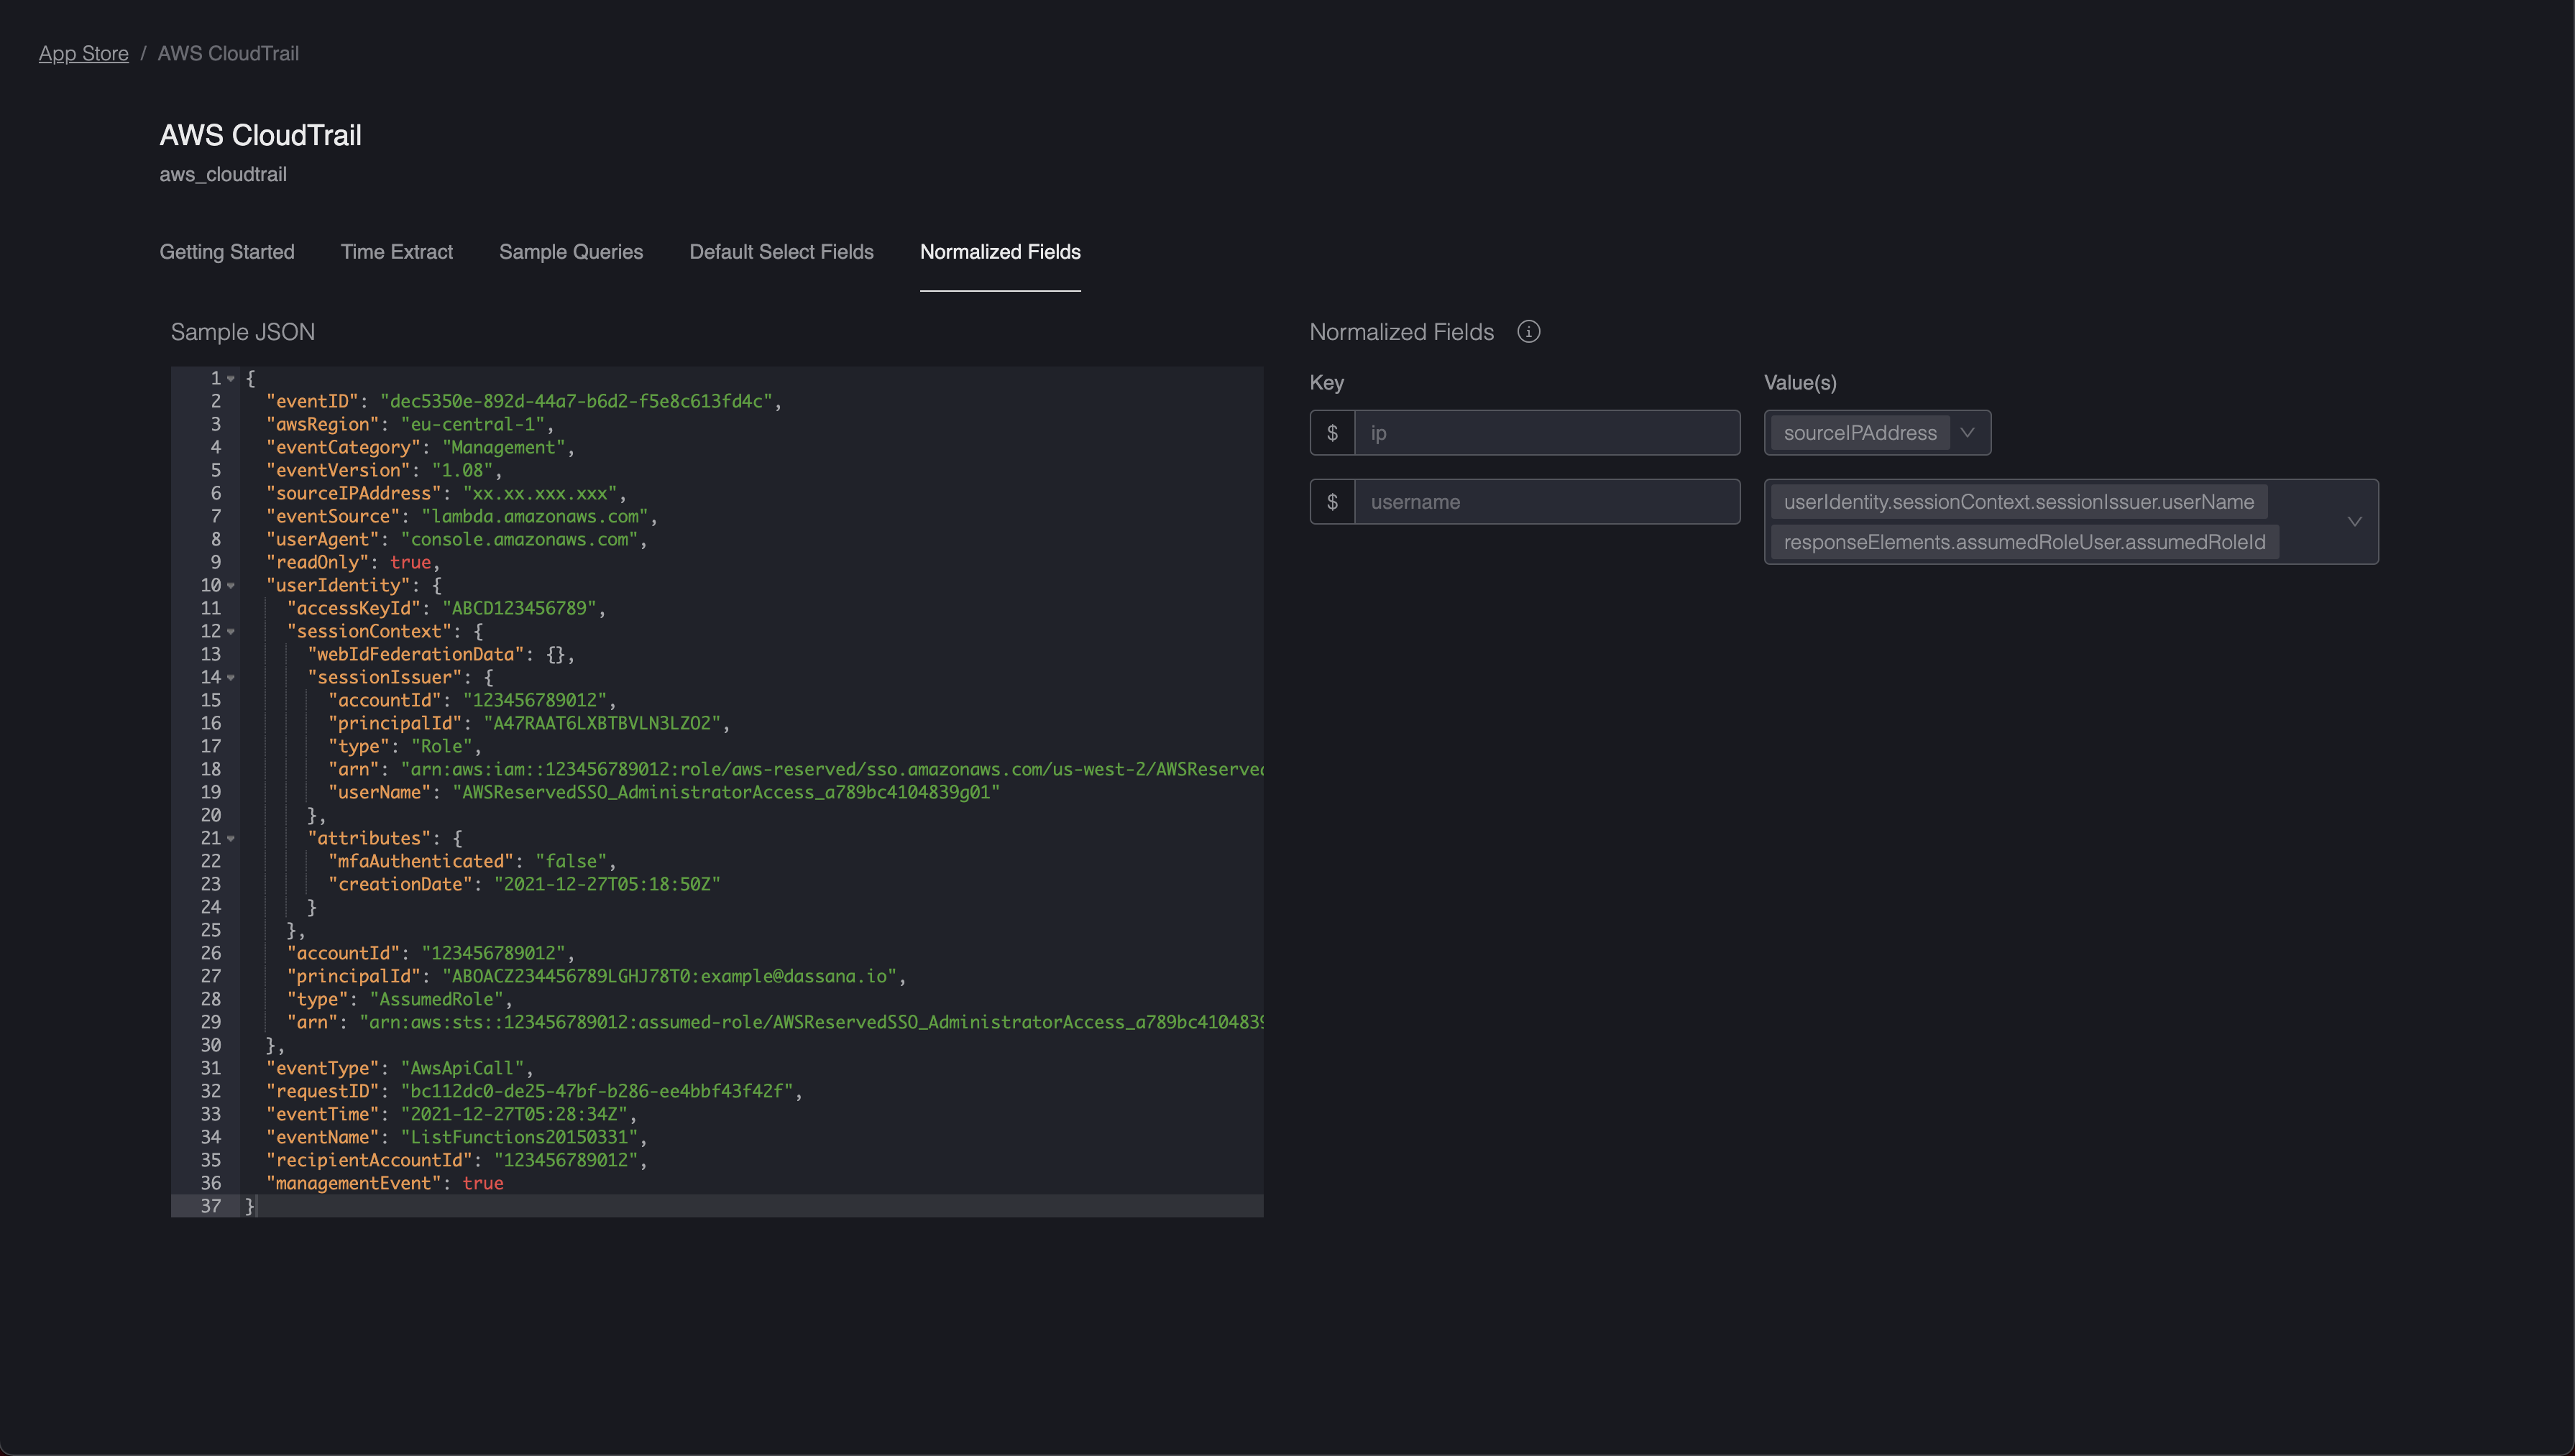 App Store / AWS CloudTrail
AWS CloudTrail
aws_cloudtrail
Getting Started Time Extract Sample Queries Default Select Fields Normalized Fields
Sample JSON
1 {
2 "eventID": "dec5350e-892d-44a7-b6d2-f5e8c613fd4c",
3 "awsRegion": "eu-central-1",
4 "eventCategory": "Management",
5 "eventVersion": "1.08",
6 "sourceIPAddress": "xx.xx.xxx.xxx",
7 "eventSource": "lambda.amazonaws.com",
8 "userAgent": "console.amazonaws.com",
9 "readOnly": true,
10 "userIdentity": {
11 "accessKeyId": "ABCD123456789",
12 "sessionContext": {
13 "webIdFederationData": {},
14 "sessionIssuer": {
15 "accountId": "123456789012",
16 "principalId": "A47RAAT6LXBTBVLN3LZO2",
17 "type": "Role",
18 "arn": "arn:aws:iam::123456789012:role/aws-reserved/sso.amazonaws.com/us-west-2/AWSReserved
19 "userName": "AWSReservedSSO_AdministratorAccess_a789bc4104839g01"
20 },
21 "attributes": {
22 "mfaAuthenticated": "false",
23 "creationDate": "2021-12-27T05:18:50Z"
24 }
25 },
26 "accountId": "123456789012",
27 "principalId": "ABOACZ234456789LGHJ78T0:example@dassana.io",
28 "type": "AssumedRole",
29 "arn": "arn:aws:sts::123456789012:assumed-role/AWSReservedSSO_AdministratorAccess_a789bc4104839
30 },
31 "eventType": "AwsApiCall",
32 "requestID": "bc112dc0-de25-47bf-b286-ee4bbf43f42f",
33 "eventTime": "2021-12-27T05:28:34Z",
34 "eventName": "ListFunctions20150331",
35 "recipientAccountId": "123456789012",
36 "managementEvent": true
37 }
Normalized Fields
Key Value(s)
$ ip sourceIPAddress
$ username userIdentity.sessionContext.sessionIssuer.userName
responseElements.assumedRoleUser.assumedRoleId